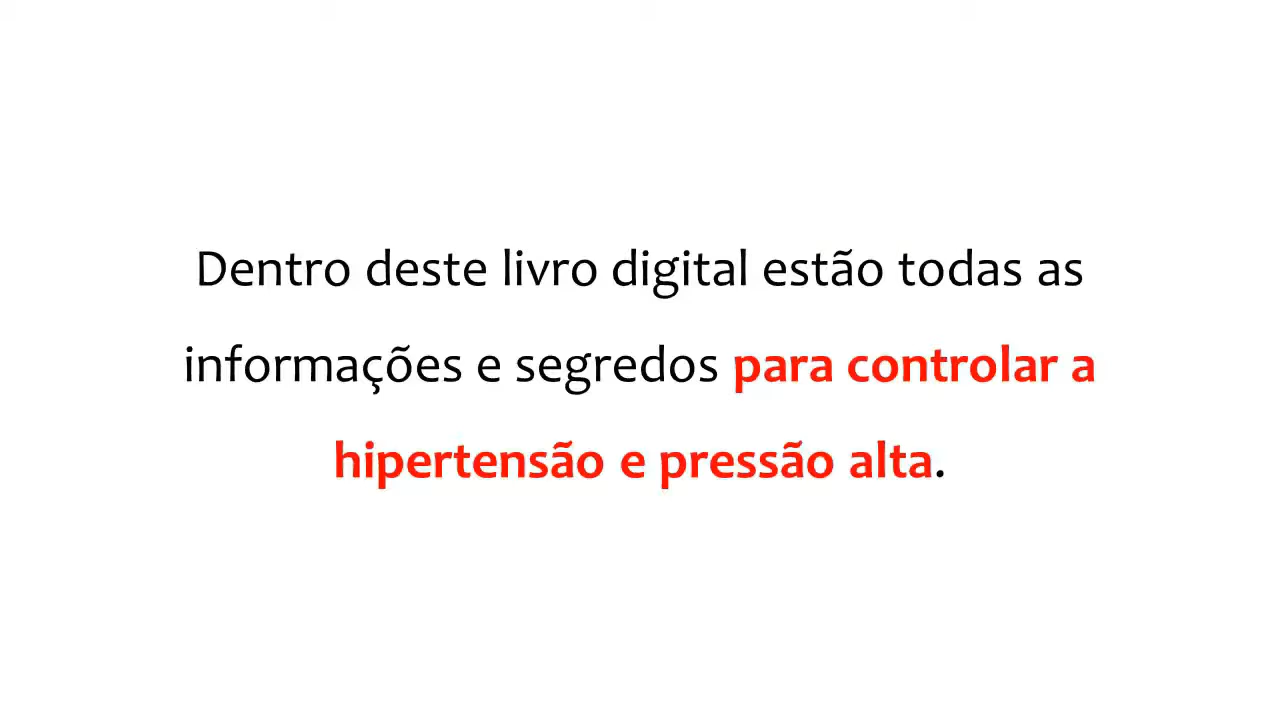 Dentro deste livro digital estão todas as
informações e segredos para controlar a
hipertensão e pressão alta.